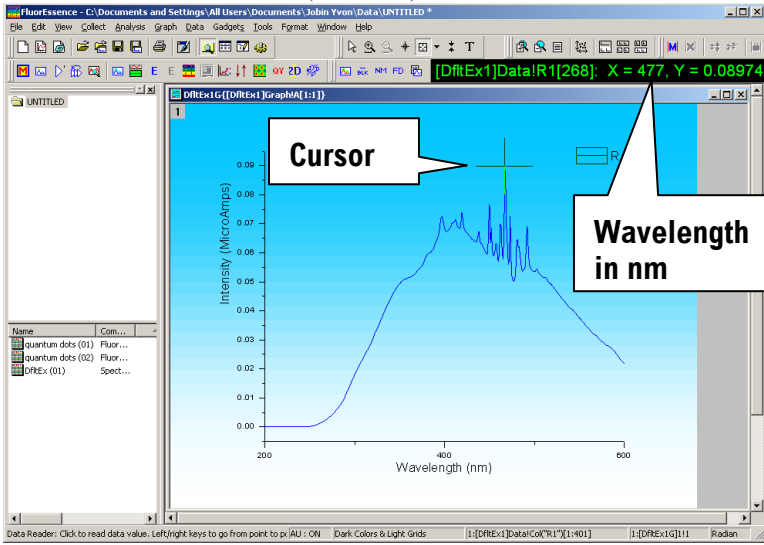 FluorEssence - C:\Documents and Settings\All Users\Documents\Jobin Yvon\Data\UNTITLED *
File Edit View Collect Analysis Graph Data Gadgets Tools Format Window Help
T
M X
M E E QY 2D BLK NM FD [DfltEx1]Data!R1[268]: X = 477, Y = 0.08974
UNTITLED
DfltEx1G{[DfltEx1]Graph!A[1:1]}
1
Cursor
R
0.09
0.08
0.07
0.06
0.05
0.04
0.03
0.02
0.01
0.00
Intensity (MicroAmps)
200 400 600
Wavelength (nm)
Wavelength
in nm
Name Com...
quantum dots (01) Fluor...
quantum dots (02) Fluor...
DfltEx (01) Spect...
Data Reader: Click to read data value. Left/right keys to go from point to pc AU : ON Dark Colors & Light Grids 1:[DfltEx1]Data!Col("R1")[1:401] 1:[DfltEx1G]1!1 Radian